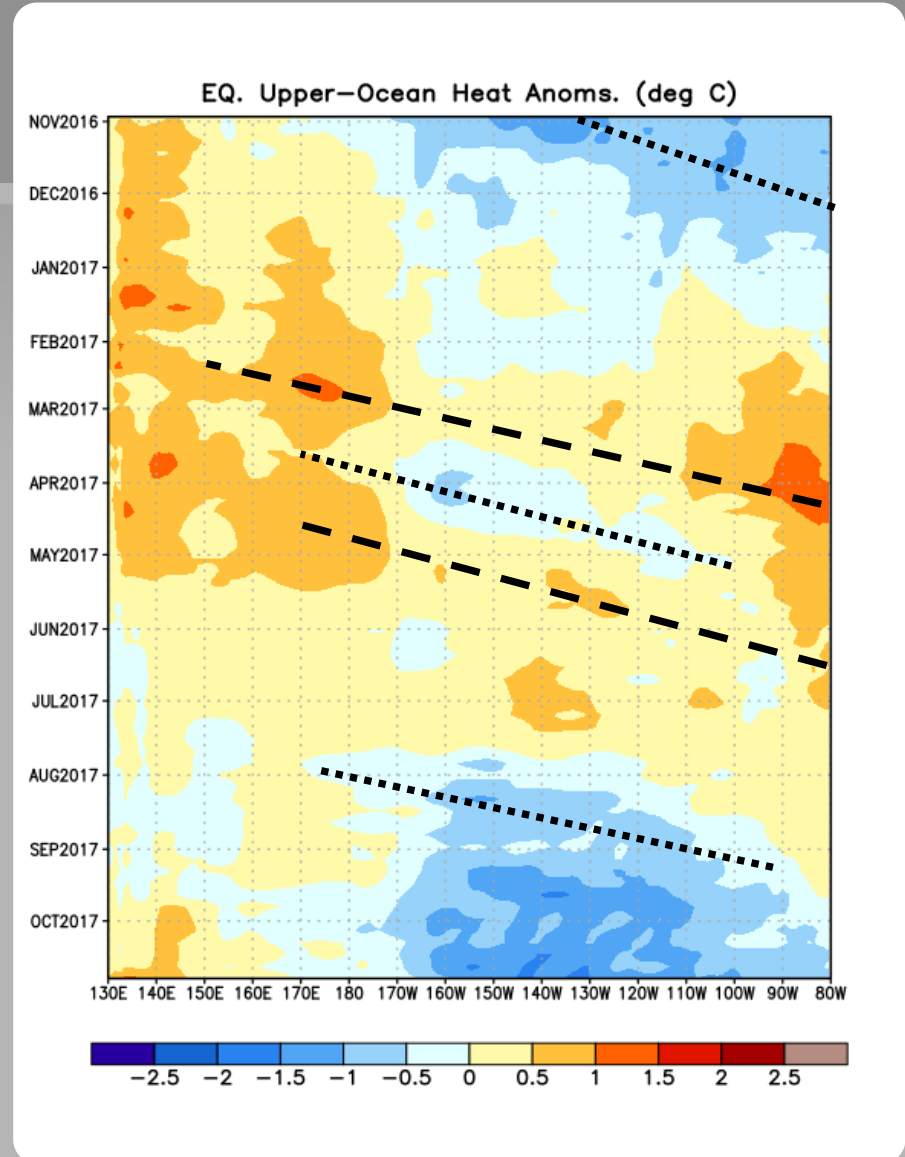 EQ. Upper-Ocean Heat Anoms. (deg C)
NOV2016
DEC2016
JAN2017
FEB2017
MAR2017
APR2017
MAY2017
JUN2017
JUL2017
AUG2017
SEP2017
OCT2017
130E 140E 150E 160E 170E 180 170W 160W 150W 140W 130W 120W 110W 100W 90W 80W
-2.5 -2 -1.5 -1 -0.5 0 0.5 1 1.5 2 2.5